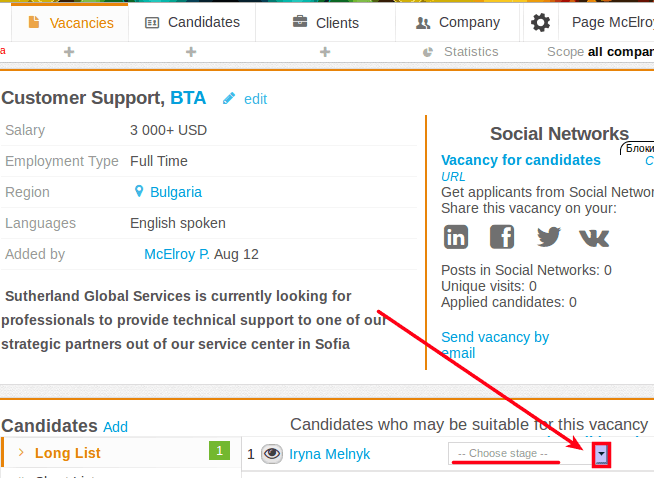 Vacancies Candidates Clients Company Page McElroy
a + + + Statistics Scope all compan
Customer Support, BTA edit
Salary 3 000+ USD
Employment Type Full Time
Region Bulgaria
Languages English spoken
Added by McElroy P. Aug 12
Sutherland Global Services is currently looking for
professionals to provide technical support to one of our
strategic partners out of our service center in Sofia
Social Networks
Блоки
Vacancy for candidates C
URL
Get applicants from Social Networ
Share this vacancy on your:
Posts in Social Networks: 0
Unique visits: 0
Applied candidates: 0
Send vacancy by
email
Candidates Add
Candidates who may be suitable for this vacancy
Long List 1
1 Iryna Melnyk -- Choose stage --